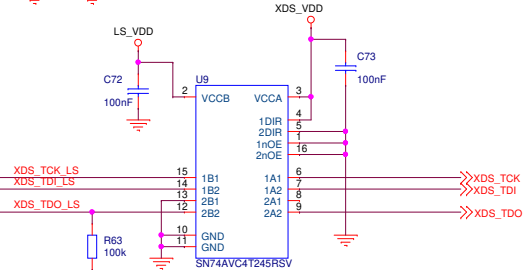 XDS_VDD
LS_VDD
C73
100nF
C72
100nF
U9
2 VCCB VCCA 3
1DIR 4
2DIR 5
1nOE 1
2nOE 16
XDS_TCK_LS 15 1B1 1A1 6 XDS_TCK
XDS_TDI_LS 14 1B2 1A2 7 XDS_TDI
13 2B1 2A1 8
XDS_TDO_LS 12 2B2 2A2 9 XDS_TDO
10 GND
11 GND
R63
100k
SN74AVC4T245RSV